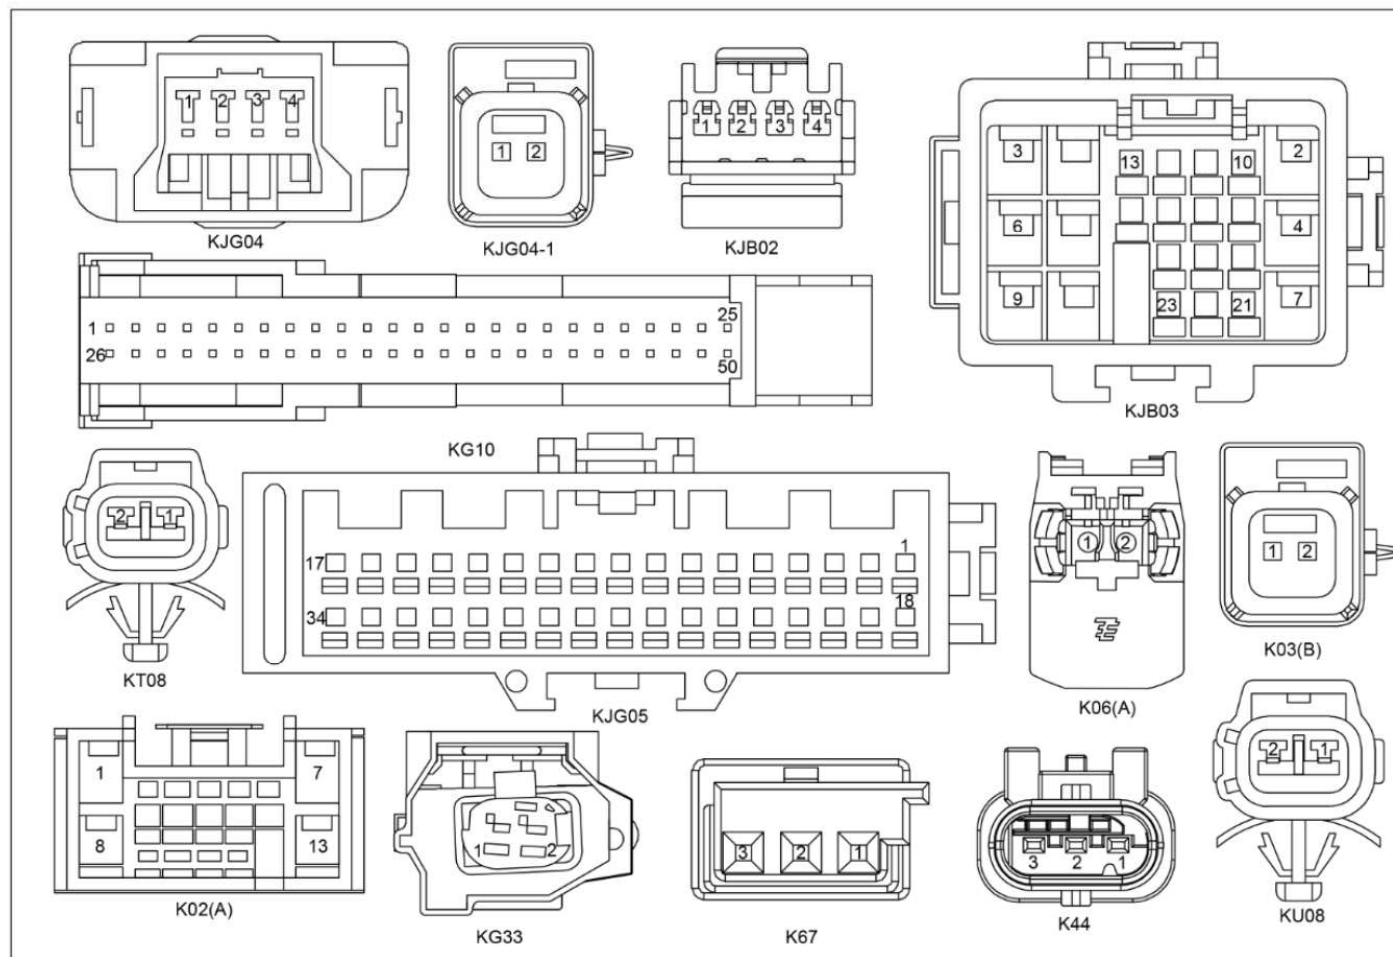 1 2 3 4
KJG04
1 2
KJG04-1
1 2 3 4
KJB02
3 13 10 2
6 4
9 23 21 7
KJB03
1 25
26 50
KG10
2 1
KT08
17 1
34 18
KJG05
1 2
K06(A)
1 2
K03(B)
1 7
8 13
K02(A)
1 2
KG33
3 2 1
K67
3 2 1
K44
2 1
KU08